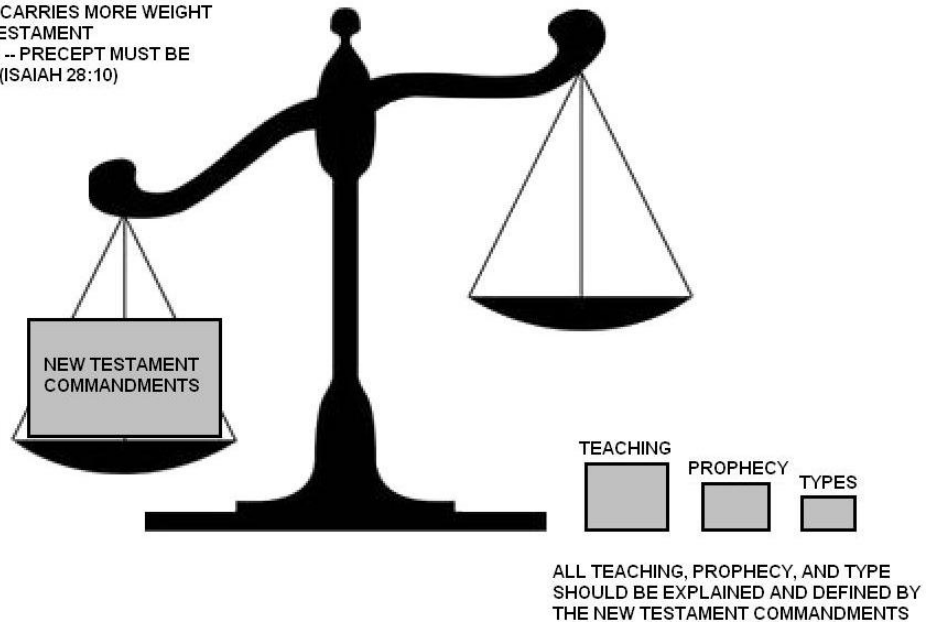 CARRIES MORE WEIGHT
ESTAMENT
-- PRECEPT MUST BE
(ISAIAH 28:10)
NEW TESTAMENT
COMMANDMENTS
TEACHING
PROPHECY
TYPES
ALL TEACHING, PROPHECY, AND TYPE
SHOULD BE EXPLAINED AND DEFINED BY
THE NEW TESTAMENT COMMANDMENTS